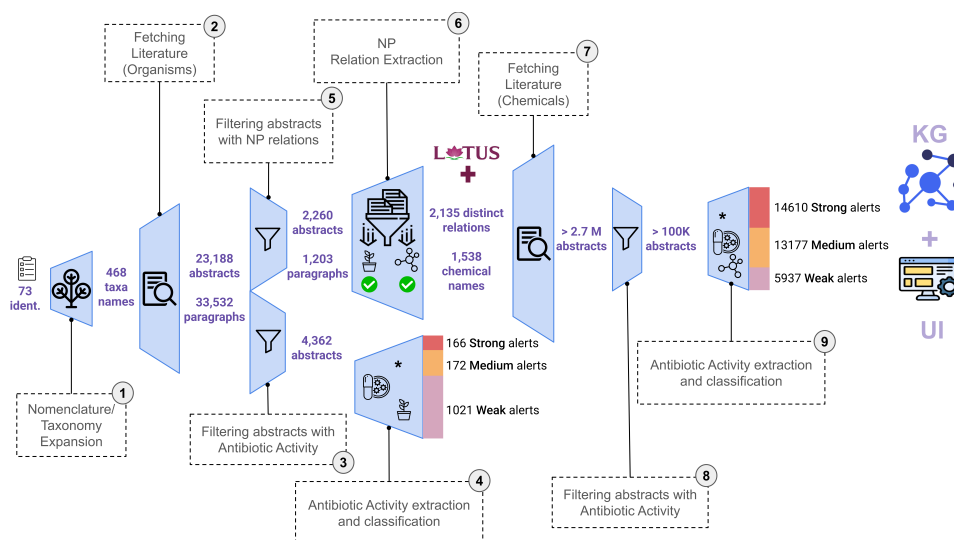 2
Fetching
Literature
(Organisms)
6
NP
Relation Extraction
7
Fetching
Literature
(Chemicals)
5
Filtering abstracts
with NP relations
LOTUS
+
KG
+
UI
73
ident.
468
taxa
names
23,188
abstracts
33,532
paragraphs
2,260
abstracts
1,203
paragraphs
2,135 distinct
relations
1,538
chemical
names
> 2.7 M
abstracts
> 100K
abstracts
*
14610 Strong alerts
13177 Medium alerts
5937 Weak alerts
4,362
abstracts
*
166 Strong alerts
172 Medium alerts
1021 Weak alerts
1
Nomenclature/
Taxonomy
Expansion
Filtering abstracts with
Antibiotic Activity
3
4
Antibiotic Activity extraction
and classification
9
Antibiotic Activity extraction
and classification
8
Filtering abstracts with
Antibiotic Activity